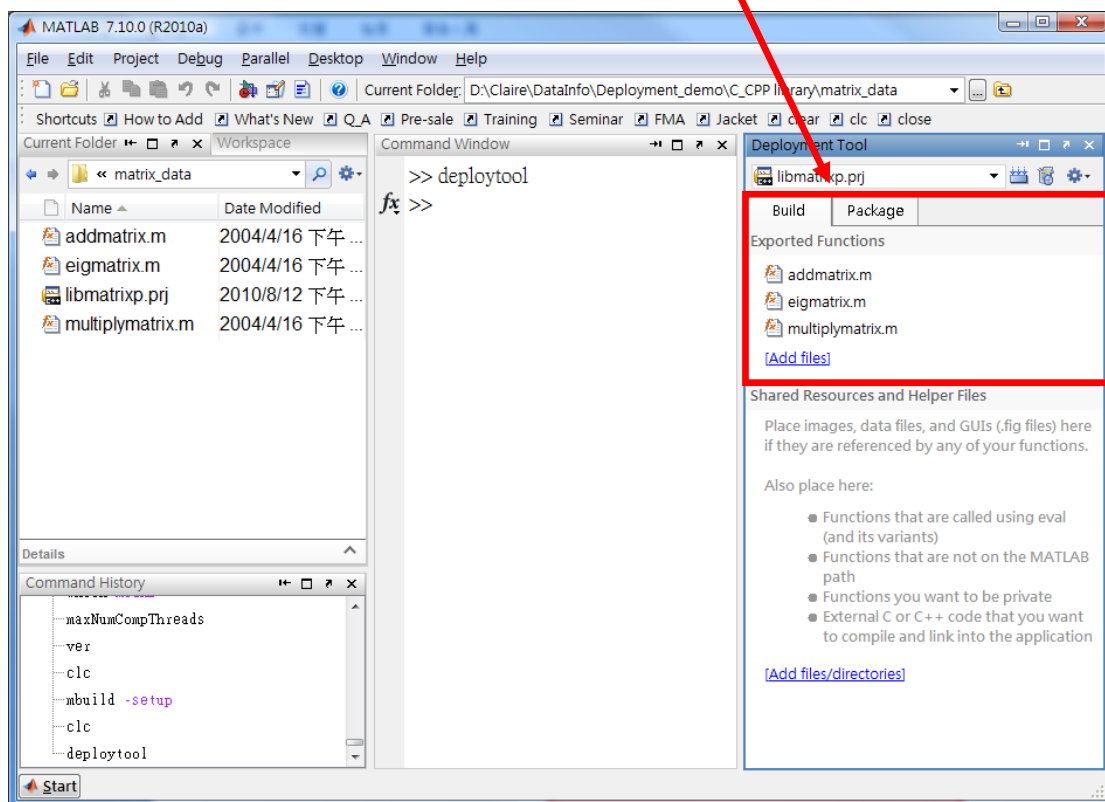 MATLAB 7.10.0 (R2010a)
File Edit Project Debug Parallel Desktop Window Help
Current Folder: D:\Claire\DataInfo\Deployment_demo\C_CPP library\matrix_data
Shortcuts How to Add What's New Q_A Pre-sale Training Seminar FMA Jacket clear clc close
Current Folder Workspace
« matrix_data
Name Date Modified
addmatrix.m 2004/4/16 下午 ...
eigmatrix.m 2004/4/16 下午 ...
libmatrixp.prj 2010/8/12 下午 ...
multiplymatrix.m 2004/4/16 下午 ...
Details
Command History
maxNumCompThreads
ver
clc
mbuild -setup
clc
deploytool
Command Window
>> deploytool
fx >>
Deployment Tool
libmatrixp.prj
Build Package
Exported Functions
addmatrix.m
eigmatrix.m
multiplymatrix.m
[Add files]
Shared Resources and Helper Files
Place images, data files, and GUIs (.fig files) here
if they are referenced by any of your functions.
Also place here:
Functions that are called using eval
(and its variants)
Functions that are not on the MATLAB
path
Functions you want to be private
External C or C++ code that you want
to compile and link into the application
[Add files/directories]
Start